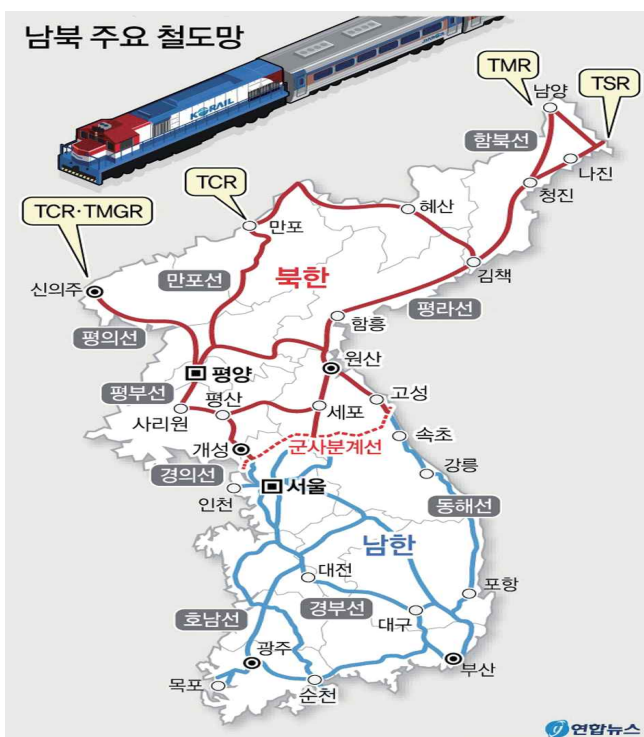 남북 주요 철도망
KORAIL
TMR
남양
TSR
함북선
나진
청진
TCR
만포
혜산
TCR·TMGR
신의주
만포선
북한
김책
평라선
함흥
평의선
원산
평양
평부선
평산
고성
사리원
세포
속초
개성
군사분계선
경의선
강릉
서울
인천
동해선
남한
대전
포항
호남선
경부선
대구
광주
부산
목포
순천
연합뉴스